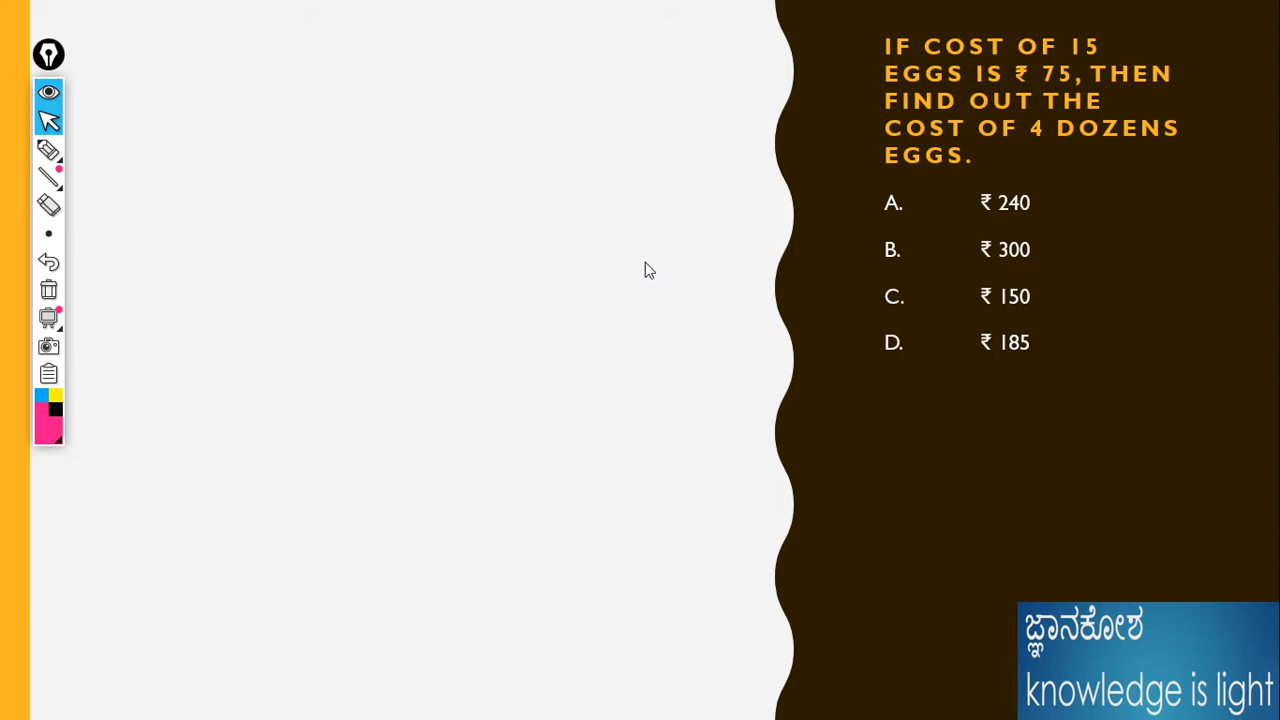 IF COST OF 15
EGGS IS ₹ 75, THEN
FIND OUT THE
COST OF 4 DOZENS
EGGS.
A. ₹ 240
B. ₹ 300
C. ₹ 150
D. ₹ 185
ಜ್ಞಾನಕೋಶ
knowledge is light